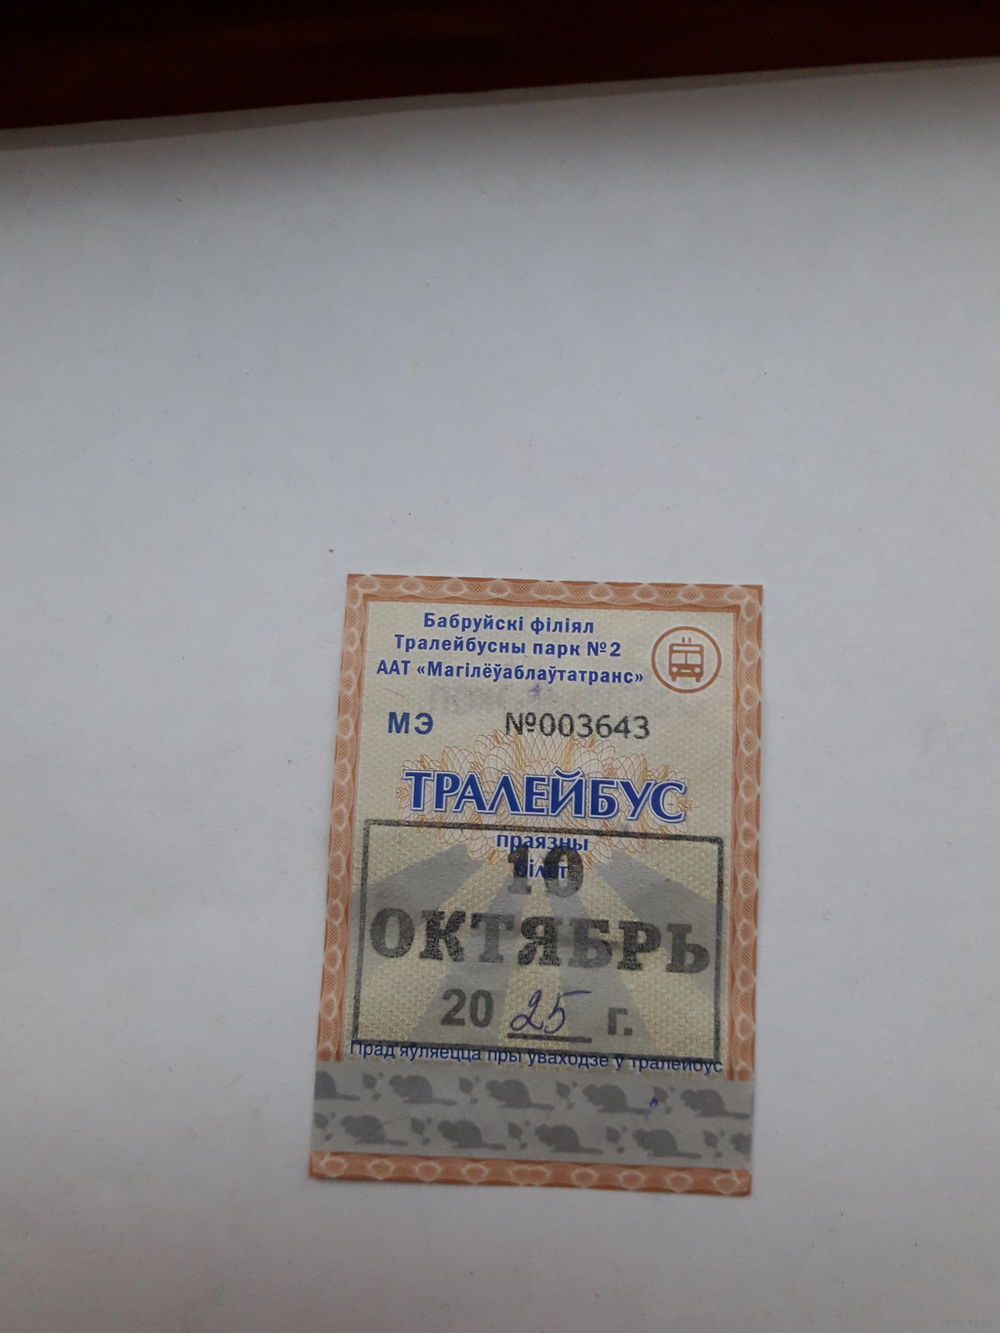 Бабруйскі філіял
Тралейбусны парк №2
ААТ «Магілёўаблаўтатранс»
МЭ №003643
ТРАЛЕЙБУС
праязны
білет
10
ОКТЯБРЬ
20 25 г.
Прад'яўляецца пры ўваходзе ў тралейбус